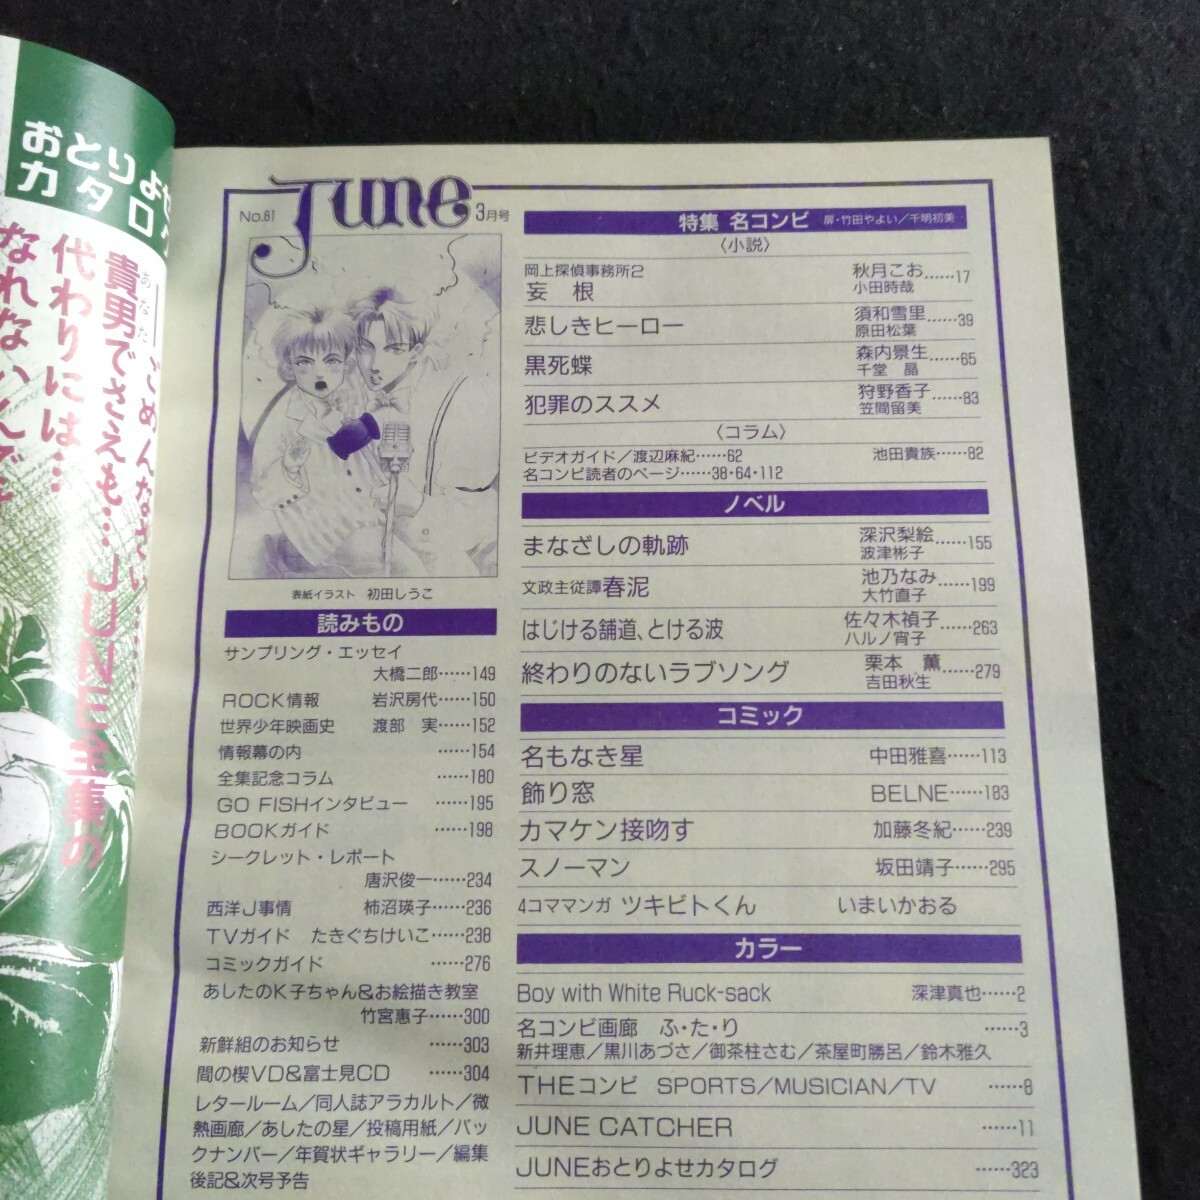 おとりよせ
カタログ
ごめんなさい……
貴男でさえも…JUNE全集の
あなた
代わりには…
なれないんです
No.81
June
3月号
表紙イラスト 初田しうこ
読みもの
サンプリング・エッセイ
大橋二郎……149
ROCK情報 岩沢房代……150
世界少年映画史 渡部 実……152
情報幕の内 ……154
全集記念コラム ……180
GO FISHインタビュー ……195
BOOKガイド ……198
シークレット・レポート
唐沢俊一……234
西洋J事情 柿沼瑛子……236
TVガイド たきぐちけいこ……238
コミックガイド ……276
あしたのK子ちゃん&お絵描き教室
竹宮惠子……300
新鮮組のお知らせ ……303
間の楔VD&富士見CD ……304
レタールーム/同人誌アラカルト/微
熱画廊/あしたの星/投稿用紙/バッ
クナンバー/年賀状ギャラリー/編集
後記&次号予告
特集 名コンビ 扉・竹田やよい/千明初美
〈小説〉
岡上探偵事務所2
妄 根 秋月こお 小田時哉……17
悲しきヒーロー 須和雪里 原田松葉……39
黒死蝶 森内景生 千堂 晶……65
犯罪のススメ 狩野香子 笠間留美……83
〈コラム〉
ビデオガイド/渡辺麻紀……62 池田貴族……82
名コンビ読者のページ……38・64・112
ノベル
まなざしの軌跡 深沢梨絵 波津彬子……155
文政主従譚 春泥 池乃なみ 大竹直子……199
はじける舗道、とける波 佐々木禎子 ハルノ宵子……263
終わりのないラブソング 栗本 薫 吉田秋生……279
コミック
名もなき星 中田雅喜……113
飾り窓 BELNE……183
カマケン接吻す 加藤冬紀……239
スノーマン 坂田靖子……295
4コママンガ ツキビトくん いまいかおる
カラー
Boy with White Ruck-sack 深津真也……2
名コンビ画廊 ふ・た・り ……3
新井理恵/黒川あづさ/御茶柱さむ/茶屋町勝呂/鈴木雅久
THEコンビ SPORTS/MUSICIAN/TV ……8
JUNE CATCHER ……11
JUNEおとりよせカタログ ……323